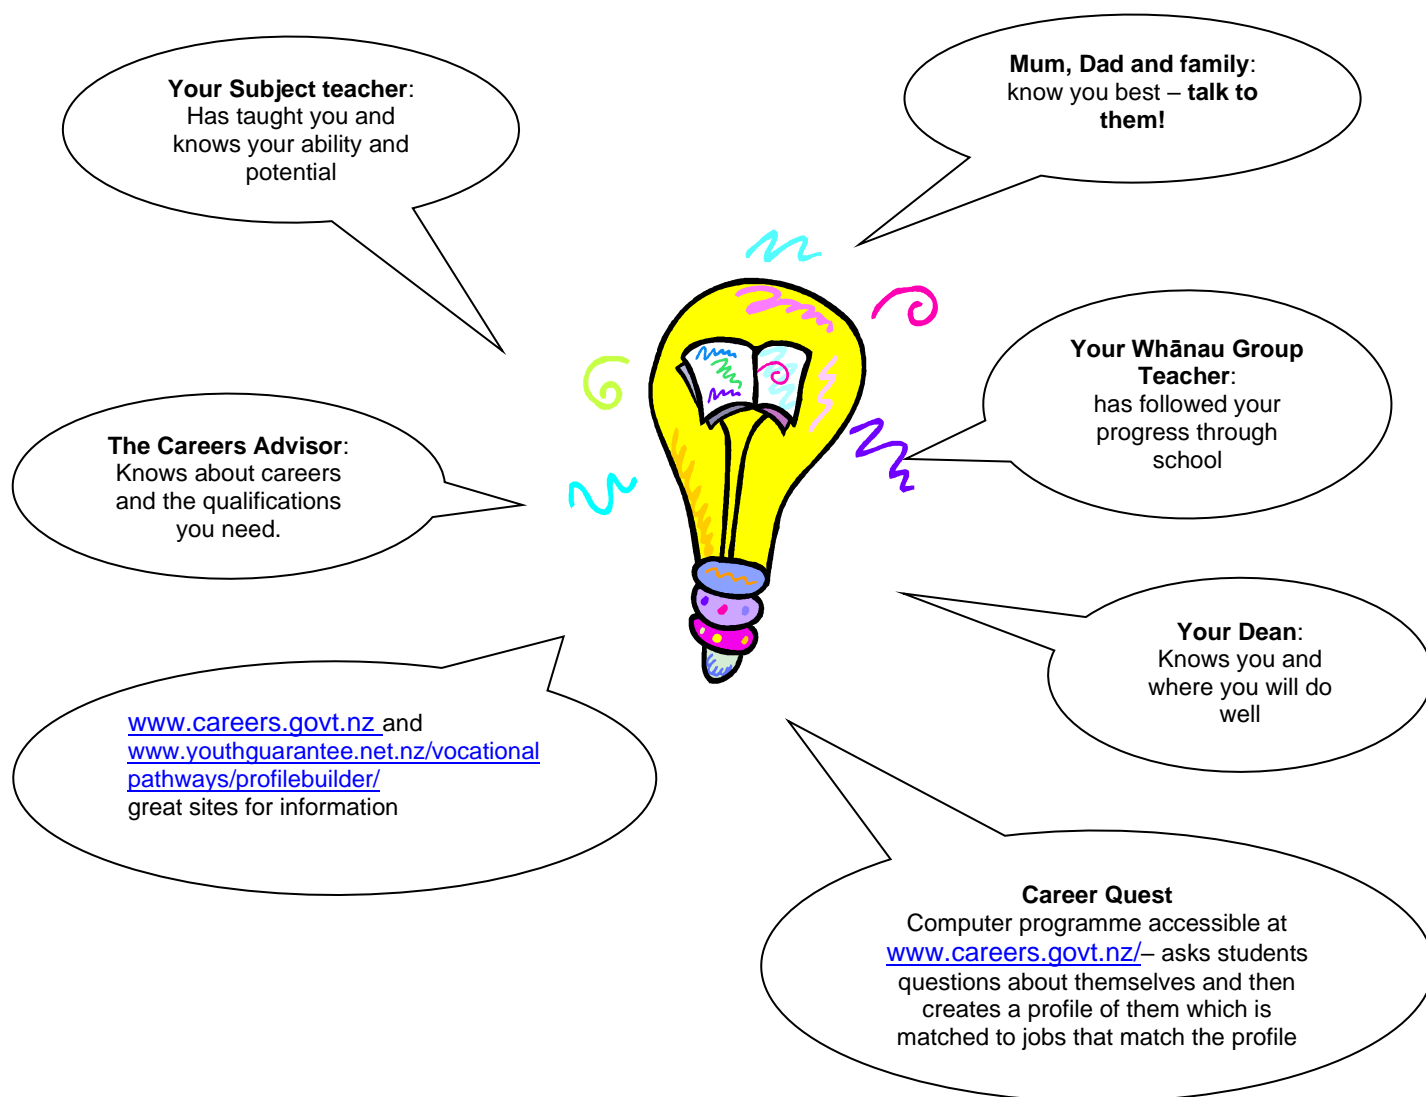 Your Subject teacher:
Has taught you and
knows your ability and
potential
Mum, Dad and family:
know you best – talk to
them!
Your Whānau Group
Teacher:
has followed your
progress through
school
The Careers Advisor:
Knows about careers
and the qualifications
you need.
Your Dean:
Knows you and
where you will do
well
www.careers.govt.nz and
www.youthguarantee.net.nz/vocational
pathways/profilebuilder/
great sites for information
Career Quest
Computer programme accessible at
www.careers.govt.nz/– asks students
questions about themselves and then
creates a profile of them which is
matched to jobs that match the profile